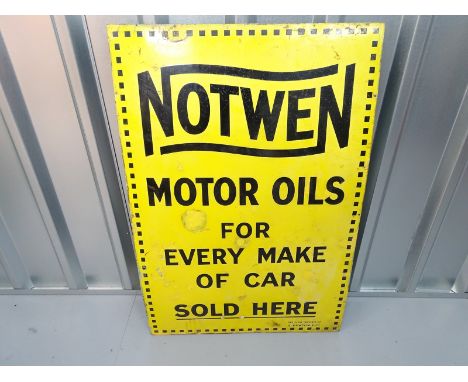 NOTWEN
MOTOR OILS
FOR
EVERY MAKE
OF CAR
SOLD HERE